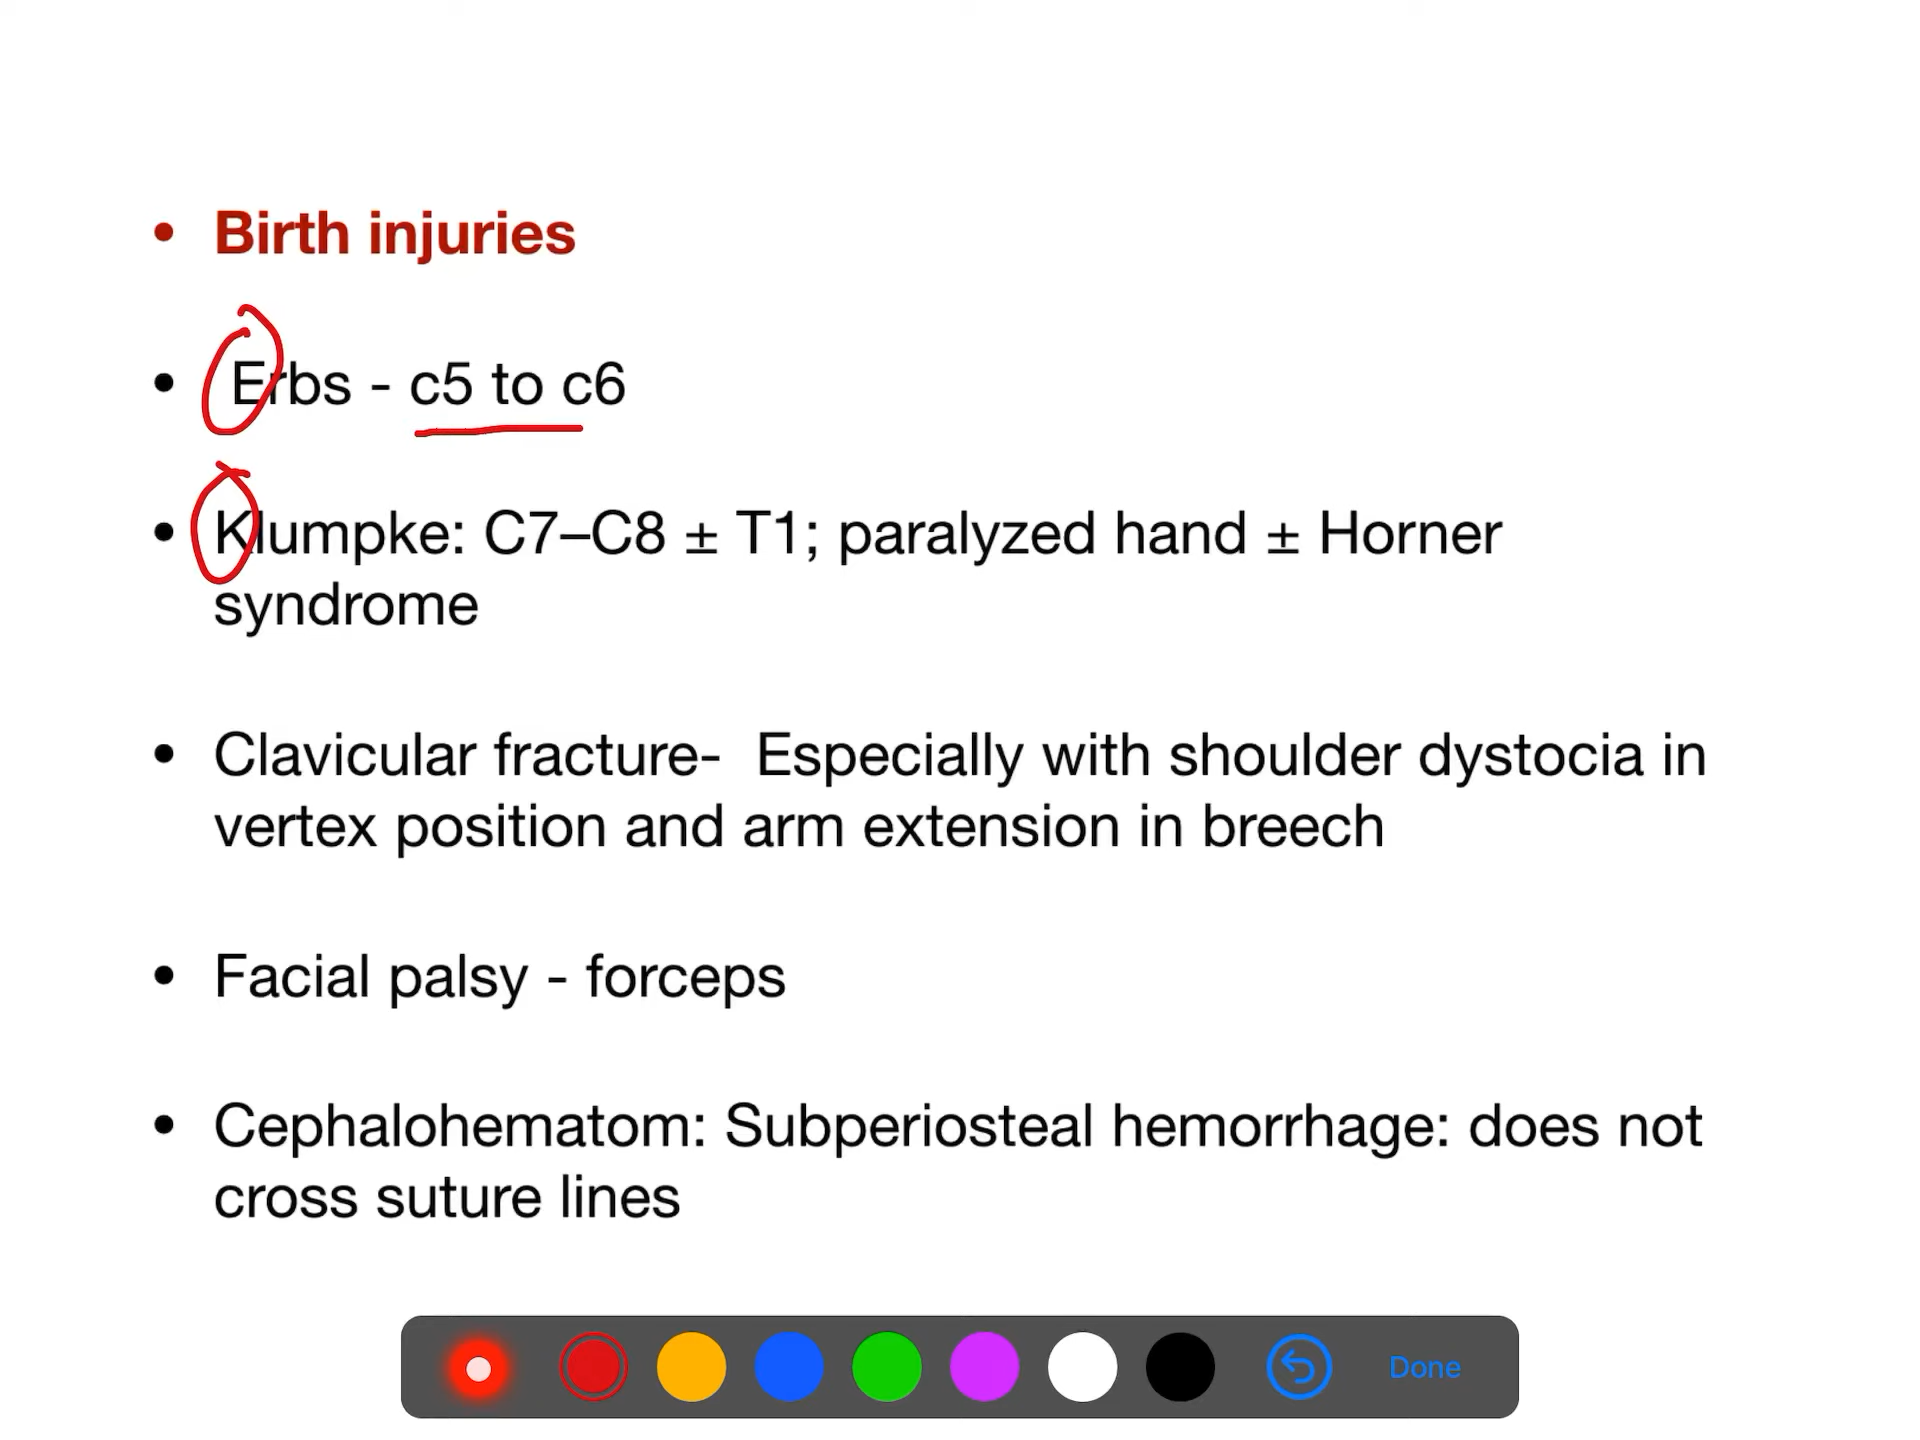 • Birth injuries
• Erbs - c5 to c6
• Klumpke: C7–C8 ± T1; paralyzed hand ± Horner
syndrome
• Clavicular fracture- Especially with shoulder dystocia in
vertex position and arm extension in breech
• Facial palsy - forceps
• Cephalohematom: Subperiosteal hemorrhage: does not
cross suture lines
Done